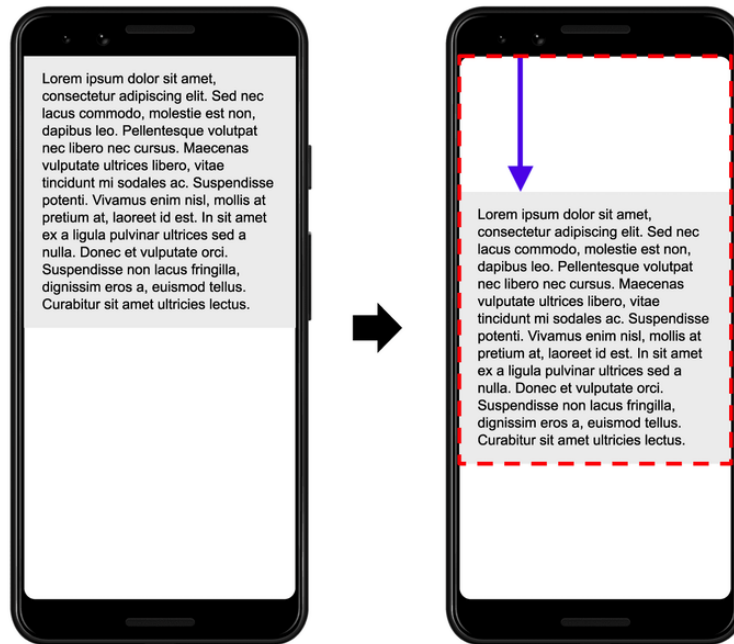 Lorem ipsum dolor sit amet,
consectetur adipiscing elit. Sed nec
lacus commodo, molestie est non,
dapibus leo. Pellentesque volutpat
nec libero nec cursus. Maecenas
vulputate ultrices libero, vitae
tincidunt mi sodales ac. Suspendisse
potenti. Vivamus enim nisl, mollis at
pretium at, laoreet id est. In sit amet
ex a ligula pulvinar ultrices sed a
nulla. Donec et vulputate orci.
Suspendisse non lacus fringilla,
dignissim eros a, euismod tellus.
Curabitur sit amet ultricies lectus.
Lorem ipsum dolor sit amet,
consectetur adipiscing elit. Sed nec
lacus commodo, molestie est non,
dapibus leo. Pellentesque volutpat
nec libero nec cursus. Maecenas
vulputate ultrices libero, vitae
tincidunt mi sodales ac. Suspendisse
potenti. Vivamus enim nisl, mollis at
pretium at, laoreet id est. In sit amet
ex a ligula pulvinar ultrices sed a
nulla. Donec et vulputate orci.
Suspendisse non lacus fringilla,
dignissim eros a, euismod tellus.
Curabitur sit amet ultricies lectus.